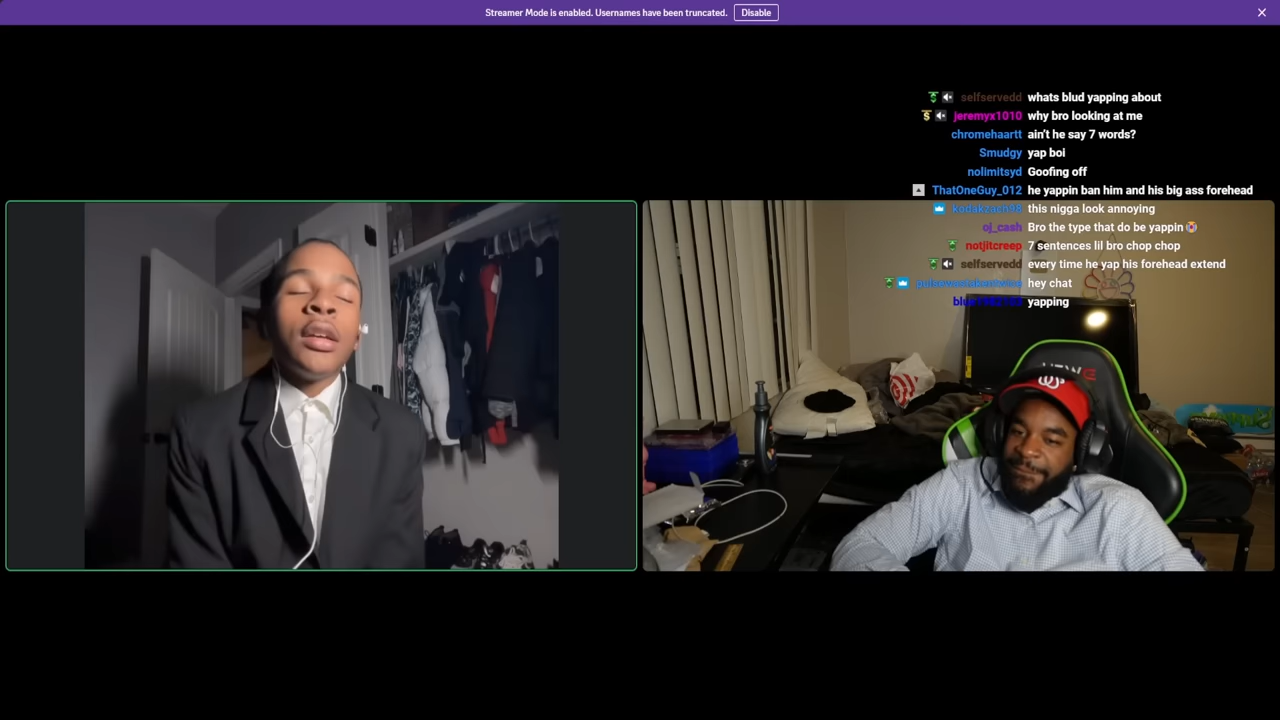 Streamer Mode is enabled. Usernames have been truncated. Disable
selfservedd whats blud yapping about
jeremyx1010 why bro looking at me
chromehaartt ain't he say 7 words?
Smudgy yap boi
nolimitsyd Goofing off
ThatOneGuy_012 he yappin ban him and his big ass forehead
this nigga look annoying
oj_cash Bro the type that do be yappin
notjitcreep 7 sentences lil bro chop chop
selfservedd every time he yap his forehead extend
hey chat
yapping